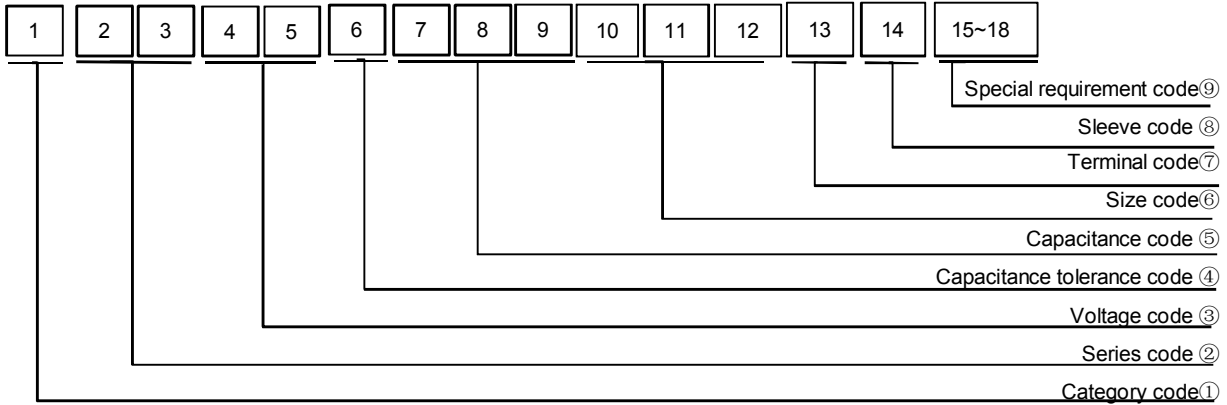 1 2 3 4 5 6 7 8 9 10 11 12 13 14 15~18
Special requirement code⑨
Sleeve code ⑧
Terminal code⑦
Size code⑥
Capacitance code ⑤
Capacitance tolerance code ④
Voltage code ③
Series code ②
Category code①